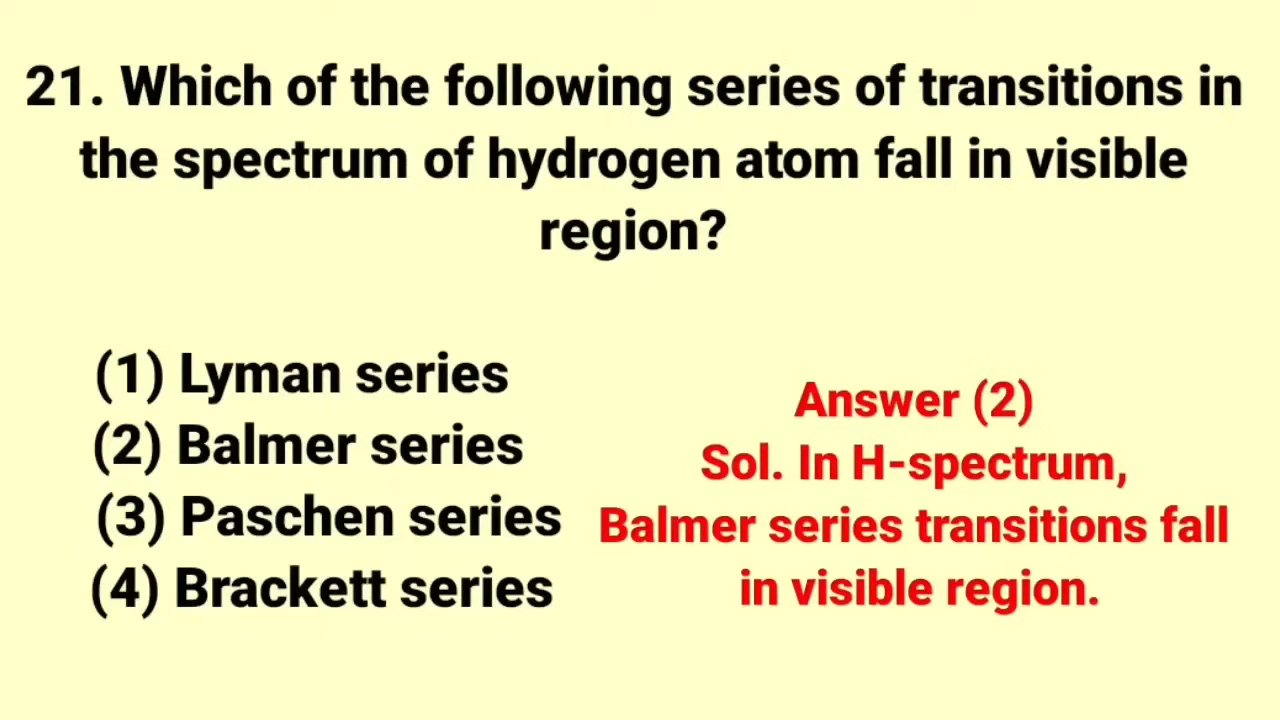 21. Which of the following series of transitions in
the spectrum of hydrogen atom fall in visible
region?
(1) Lyman series
(2) Balmer series
(3) Paschen series
(4) Brackett series
Answer (2)
Sol. In H-spectrum,
Balmer series transitions fall
in visible region.